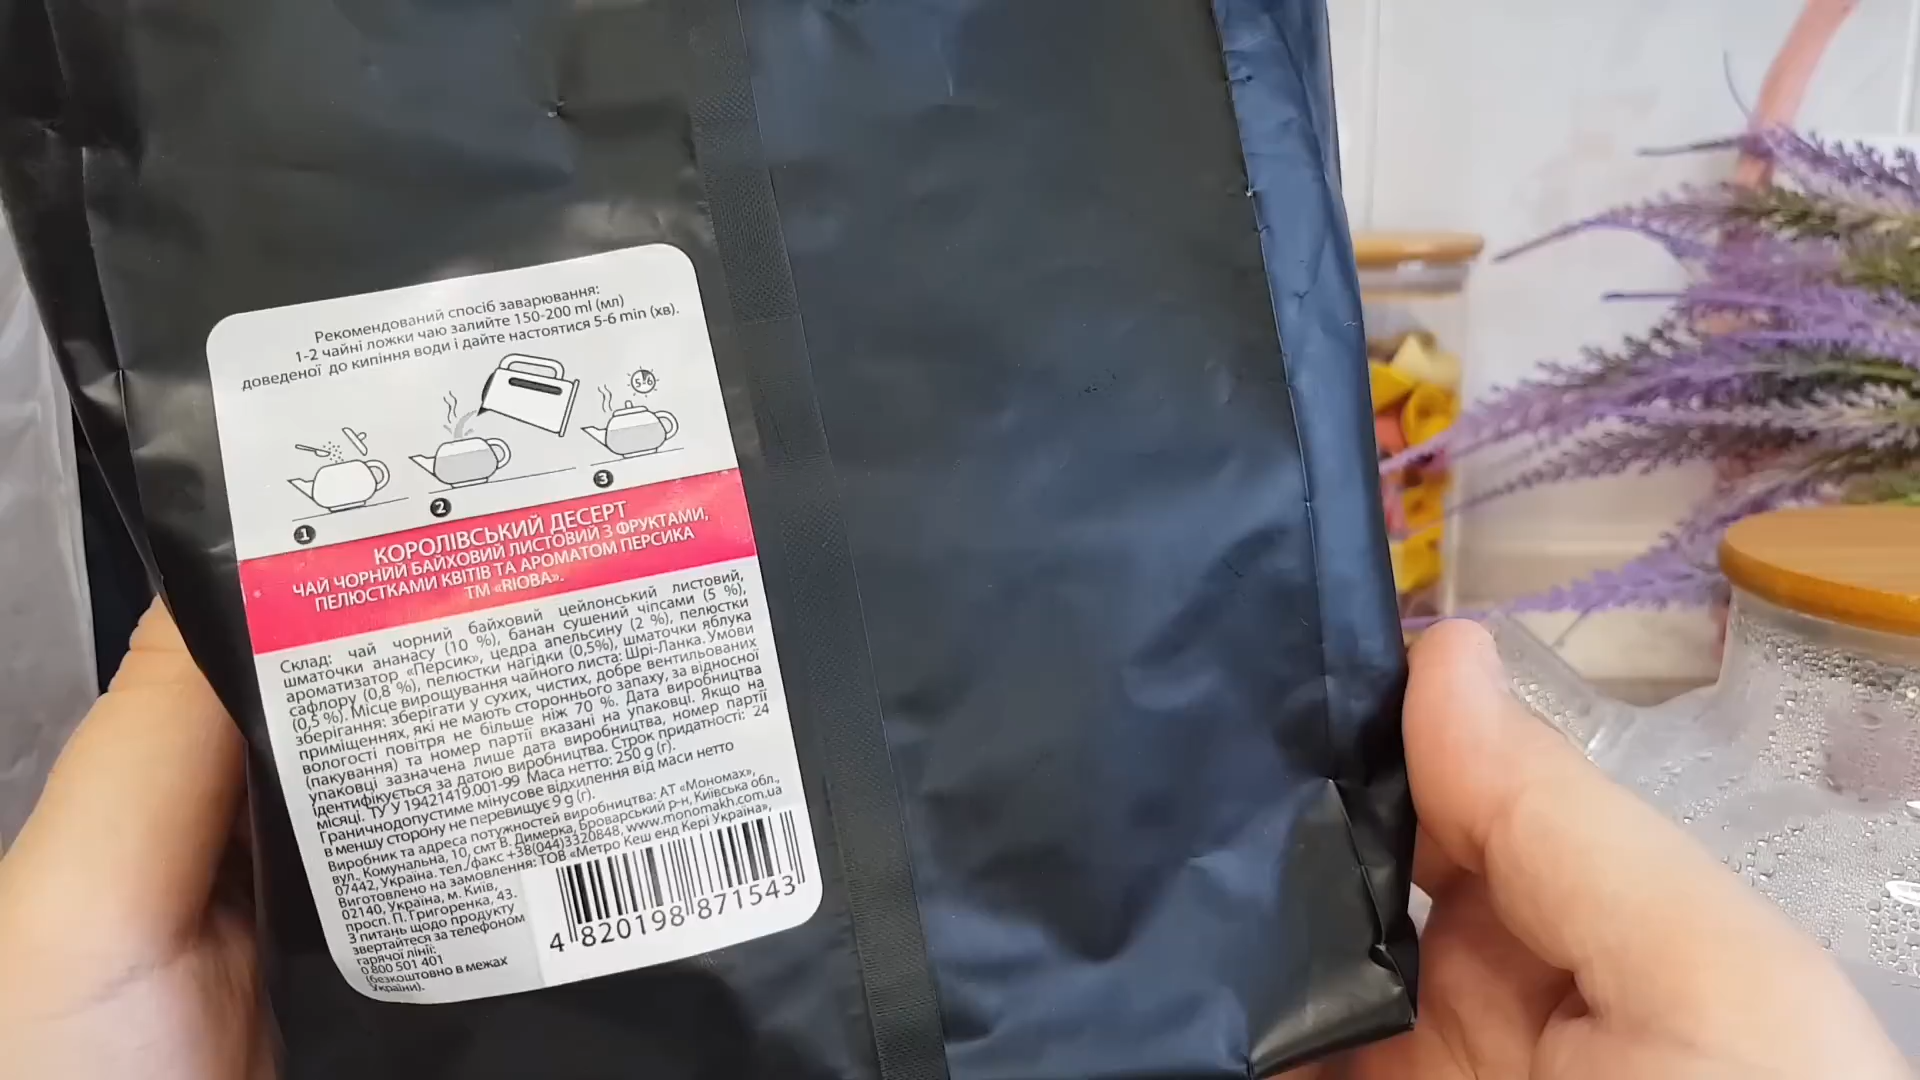 Рекомендований спосіб заварювання:
1-2 чайні ложки чаю залийте 150-200 ml (мл)
доведеної до кипіння води і дайте настоятися 5-6 min (хв).
5-6
1
2
3
КОРОЛІВСЬКИЙ ДЕСЕРТ
ЧАЙ ЧОРНИЙ БАЙХОВИЙ ЛИСТОВИЙ З ФРУКТАМИ,
ПЕЛЮСТКАМИ КВІТІВ ТА АРОМАТОМ ПЕРСИКА
ТМ «RIOBA».
Склад: чай чорний байховий цейлонський листовий,
шматочки ананасу (10 %), банан сушений чіпсами (5 %),
ароматизатор «Персик», цедра апельсину (2 %), пелюстки
сафлору (0,8 %), пелюстки нагідки (0,5%), шматочки яблука
(0,5 %). Місце вирощування чайного листа: Шрі-Ланка. Умови
зберігання: зберігати у сухих, чистих, добре вентильованих
приміщеннях, які не мають стороннього запаху, за відносної
вологості повітря не більше ніж 70 %. Дата виробництва
(пакування) та номер партії вказані на упаковці. Якщо на
упаковці зазначена лише дата виробництва, номер партії
ідентифікується за датою виробництва. Строк придатності: 24
місяці. ТУ У 19421419.001-99 Маса нетто: 250 g (г).
Граничнодопустиме мінусове відхилення від маси нетто
в меншу сторону не перевищує 9 g (г).
Виробник та адреса потужностей виробництва: АТ «Мономах»,
вул. Комунальна, 10, смт В. Димерка, Броварський р-н, Київська обл.,
07442, Україна. тел./факс +38(044)3320848, www.monomakh.com.ua
Виготовлено на замовлення: ТОВ «Метро Кеш енд Кері Україна»,
02140, Україна, м. Київ,
просп. П. Григоренка, 43.
З питань щодо продукту
звертайтеся за телефоном
гарячої лінії:
0 800 501 401
(безкоштовно в межах
України).
4 820198 871543